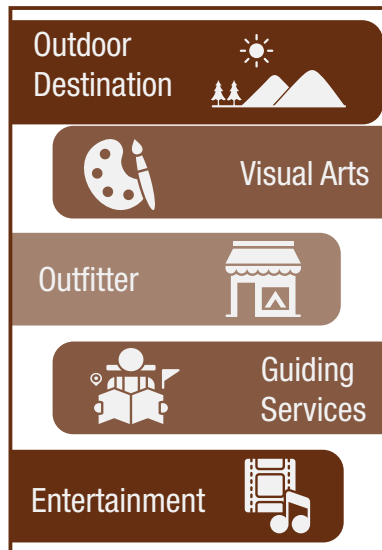 Outdoor
Destination
Visual Arts
Outfitter
Guiding
Services
Entertainment